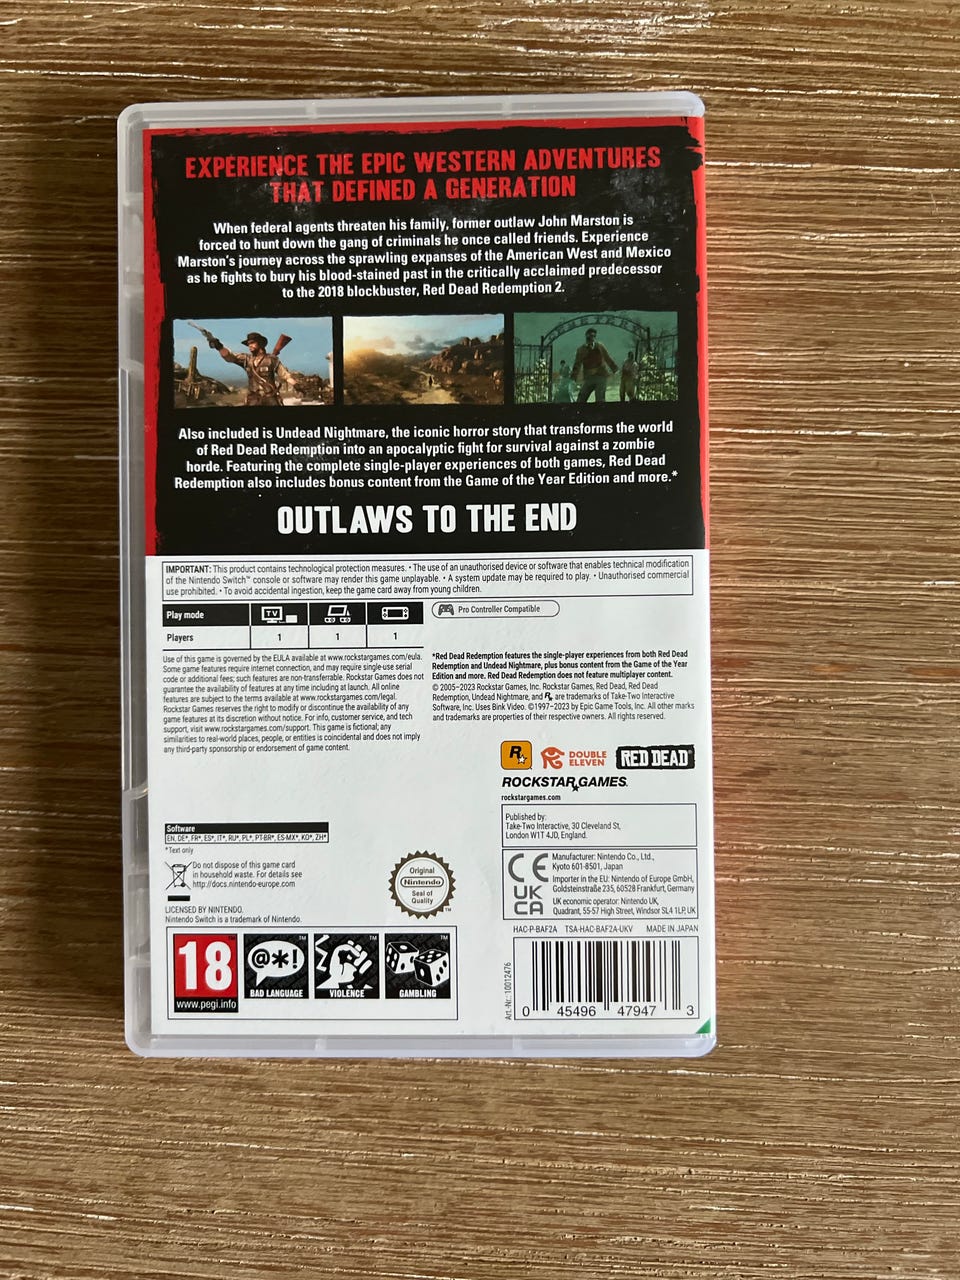 EXPERIENCE THE EPIC WESTERN ADVENTURES
THAT DEFINED A GENERATION
When federal agents threaten his family, former outlaw John Marston is
forced to hunt down the gang of criminals he once called friends. Experience
Marston's journey across the sprawling expanses of the American West and Mexico
as he fights to bury his blood-stained past in the critically acclaimed predecessor
to the 2018 blockbuster, Red Dead Redemption 2.
Also included is Undead Nightmare, the iconic horror story that transforms the world
of Red Dead Redemption into an apocalyptic fight for survival against a zombie
horde. Featuring the complete single-player experiences of both games, Red Dead
Redemption also includes bonus content from the Game of the Year Edition and more.*
OUTLAWS TO THE END
IMPORTANT: This product contains technological protection measures. • The use of an unauthorised device or software that enables technical modification
of the Nintendo Switch™ console or software may render this game unplayable. • A system update may be required to play. • Unauthorised commercial
use prohibited. • To avoid accidental ingestion, keep the game card away from young children.
Play mode TV
Players 1 1 1
Pro Controller Compatible
Use of this game is governed by the EULA available at www.rockstargames.com/eula.
Some game features require internet connection, and may require single-use serial
code or additional fees; such features are non-transferrable. Rockstar Games does not
guarantee the availability of features at any time including at launch. All online
features are subject to terms available at www.rockstargames.com/legal.
Rockstar Games reserves the right to modify or discontinue the availability of any
game features at its discretion without notice. For info, customer service, and tech
support, visit www.rockstargames.com/support. This game is fictional; any
similarities to real-world places, people, or entities is coincidental and does not imply
any third-party sponsorship or endorsement of game content.
*Red Dead Redemption features the single-player experiences from both Red Dead
Redemption and Undead Nightmare, plus bonus content from the Game of the Year
Edition and more. Red Dead Redemption does not feature multiplayer content.
© 2005–2023 Rockstar Games, Inc. Rockstar Games, Red Dead, Red Dead
Redemption, Undead Nightmare, and R★ are trademarks of Take-Two Interactive
Software, Inc. Uses Bink Video. ©1997–2023 by Epic Game Tools, Inc. All other marks
and trademarks are properties of their respective owners. All rights reserved.
R★
DOUBLE
ELEVEN
RED DEAD
ROCKSTAR GAMES.
rockstargames.com
Published by:
Take-Two Interactive, 30 Cleveland St,
London W1T 4JD, England.
Software
EN, DE*, FR*, ES*, IT*, RU*, PL*, PT-BR*, ES-MX*, KO*, ZH*
*Text only
Do not dispose of this game card
in household waste. For details see
http://docs.nintendo-europe.com
LICENSED BY NINTENDO.
Nintendo Switch is a trademark of Nintendo.
Original
Nintendo
Seal of
Quality
TM
CE
UK
CA
Manufacturer: Nintendo Co., Ltd.,
Kyoto 601-8501, Japan
Importer in the EU: Nintendo of Europe GmbH,
Goldsteinstraße 235, 60528 Frankfurt, Germany
UK economic operator: Nintendo UK,
Quadrant, 55-57 High Street, Windsor SL4 1LP, UK
HAC-P-BAF2A TSA-HAC-BAF2A-UKV MADE IN JAPAN
18
www.pegi.info
@*!
BAD LANGUAGE
VIOLENCE
GAMBLING
Art.-Nr.: 10012476
0 45496 47947 3